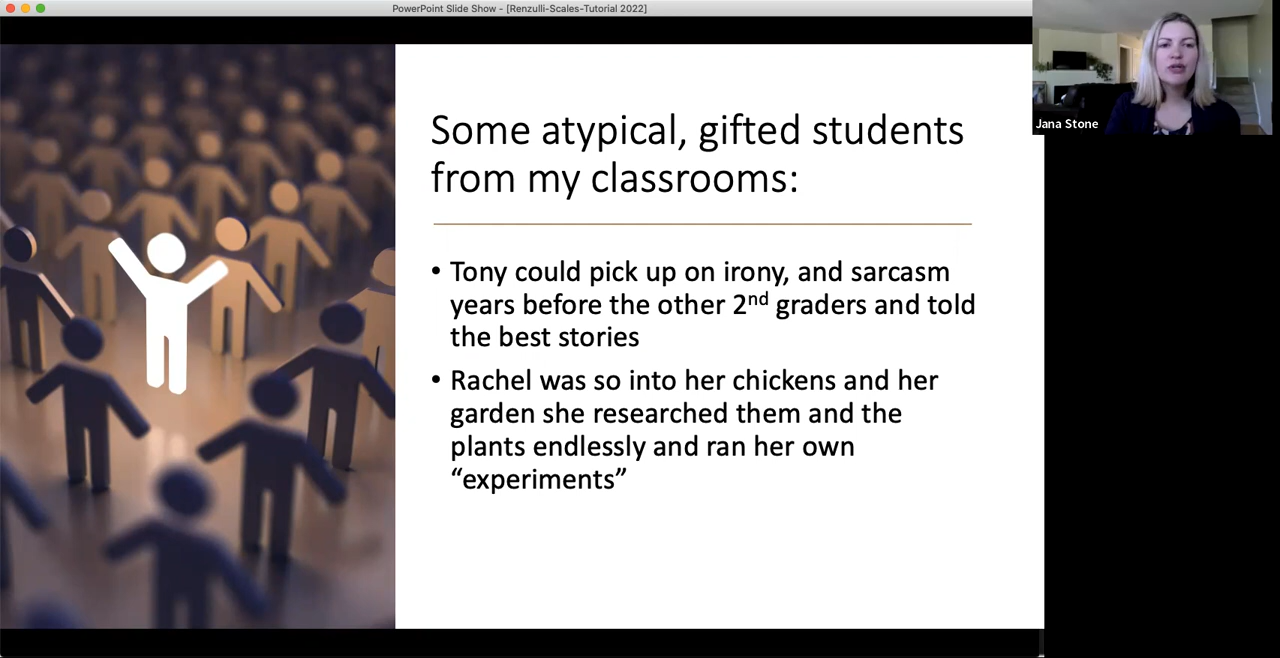 PowerPoint Slide Show - [Renzulli-Scales-Tutorial 2022]
Jana Stone
Some atypical, gifted students
from my classrooms:
• Tony could pick up on irony, and sarcasm
years before the other 2nd graders and told
the best stories
• Rachel was so into her chickens and her
garden she researched them and the
plants endlessly and ran her own
“experiments”